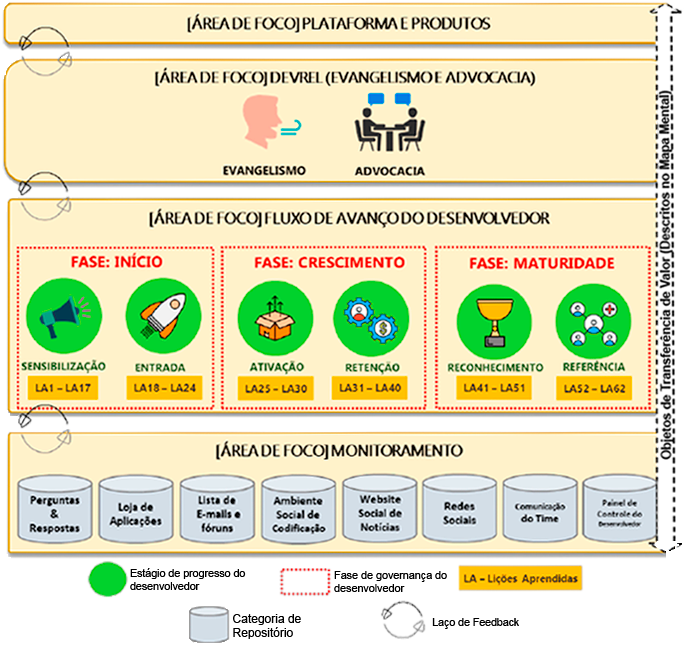 [ÁREA DE FOCO] PLATAFORMA E PRODUTOS
[ÁREA DE FOCO] DEVREL (EVANGELISMO E ADVOCACIA)
EVANGELISMO
ADVOCACIA
[ÁREA DE FOCO] FLUXO DE AVANÇO DO DESENVOLVEDOR
FASE: INÍCIO
FASE: CRESCIMENTO
FASE: MATURIDADE
SENSIBILIZAÇÃO
ENTRADA
ATIVAÇÃO
RETENÇÃO
RECONHECIMENTO
REFERÊNCIA
LA1 – LA17
LA18 – LA24
LA25 – LA30
LA31 – LA40
LA41 – LA51
LA52 – LA62
[ÁREA DE FOCO] MONITORAMENTO
Perguntas
&
Respostas
Loja de
Aplicações
Lista de
E-mails e
fóruns
Ambiente
Social de
Codificação
Website
Social de
Notícias
Redes
Sociais
Comunicação
do Time
Painel de
Controle do
Desenvolvedor
Objetos de Transferência de Valor (Descritos no Mapa Mental)
Estágio de progresso do
desenvolvedor
Fase de governança do
desenvolvedor
LA – Lições Aprendidas
Categoria de
Repositório
Laço de Feedback